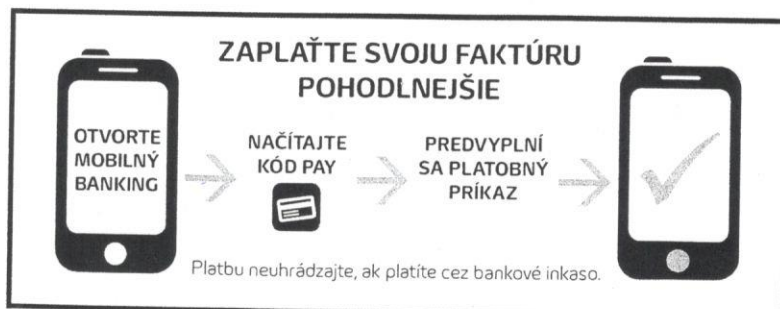 ZAPLAŤTE SVOJU FAKTÚRU
POHODLNEJŠIE
OTVORTE
MOBILNÝ
BANKING
NAČÍTAJTE
KÓD PAY
PREDVYPLNÍ
SA PLATOBNÝ
PRÍKAZ
Platbu neuhrádzajte, ak platíte cez bankové inkaso.